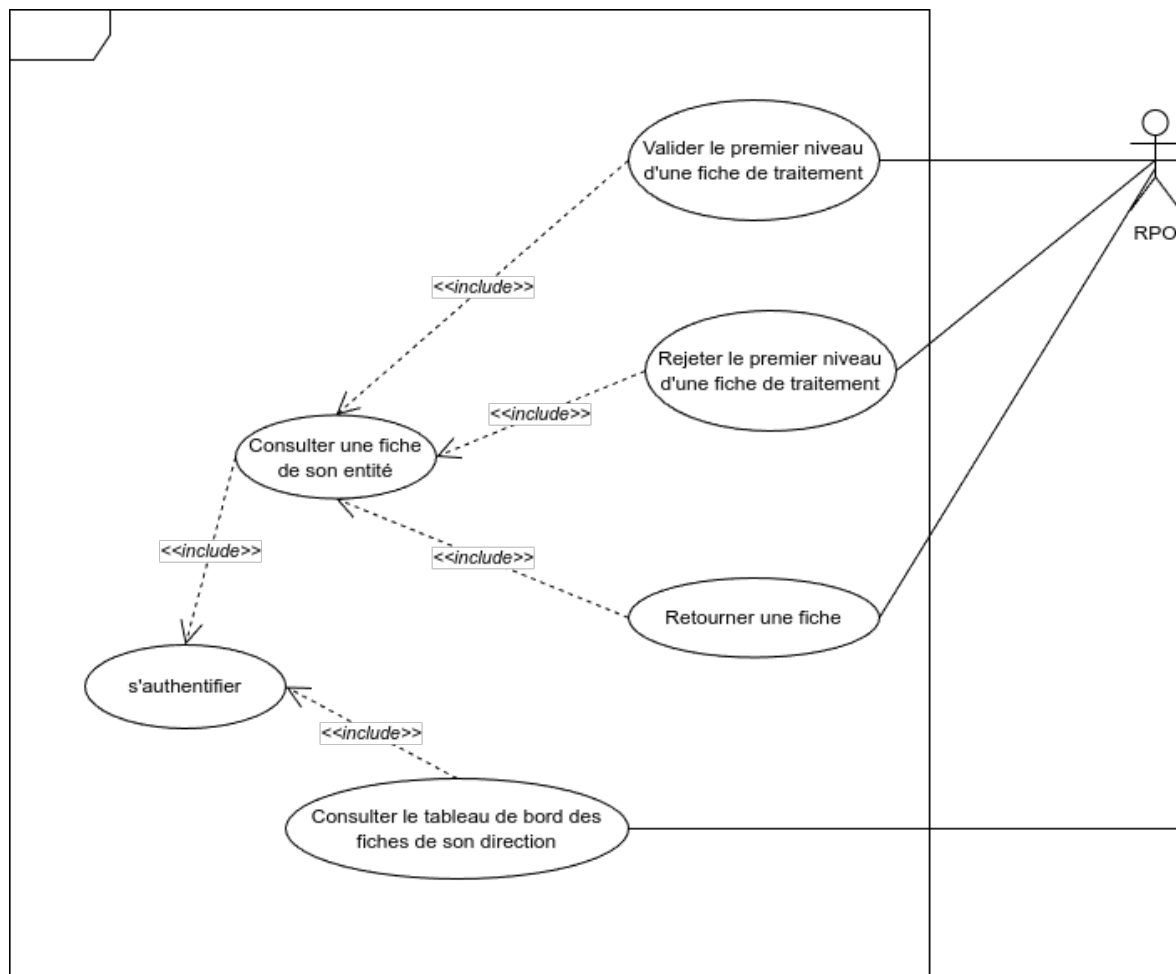 Valider le premier niveau
d'une fiche de traitement
RPO
<<include>>
Rejeter le premier niveau
d'une fiche de traitement
<<include>>
Consulter une fiche
de son entité
<<include>>
<<include>>
Retourner une fiche
s'authentifier
<<include>>
Consulter le tableau de bord des
fiches de son direction